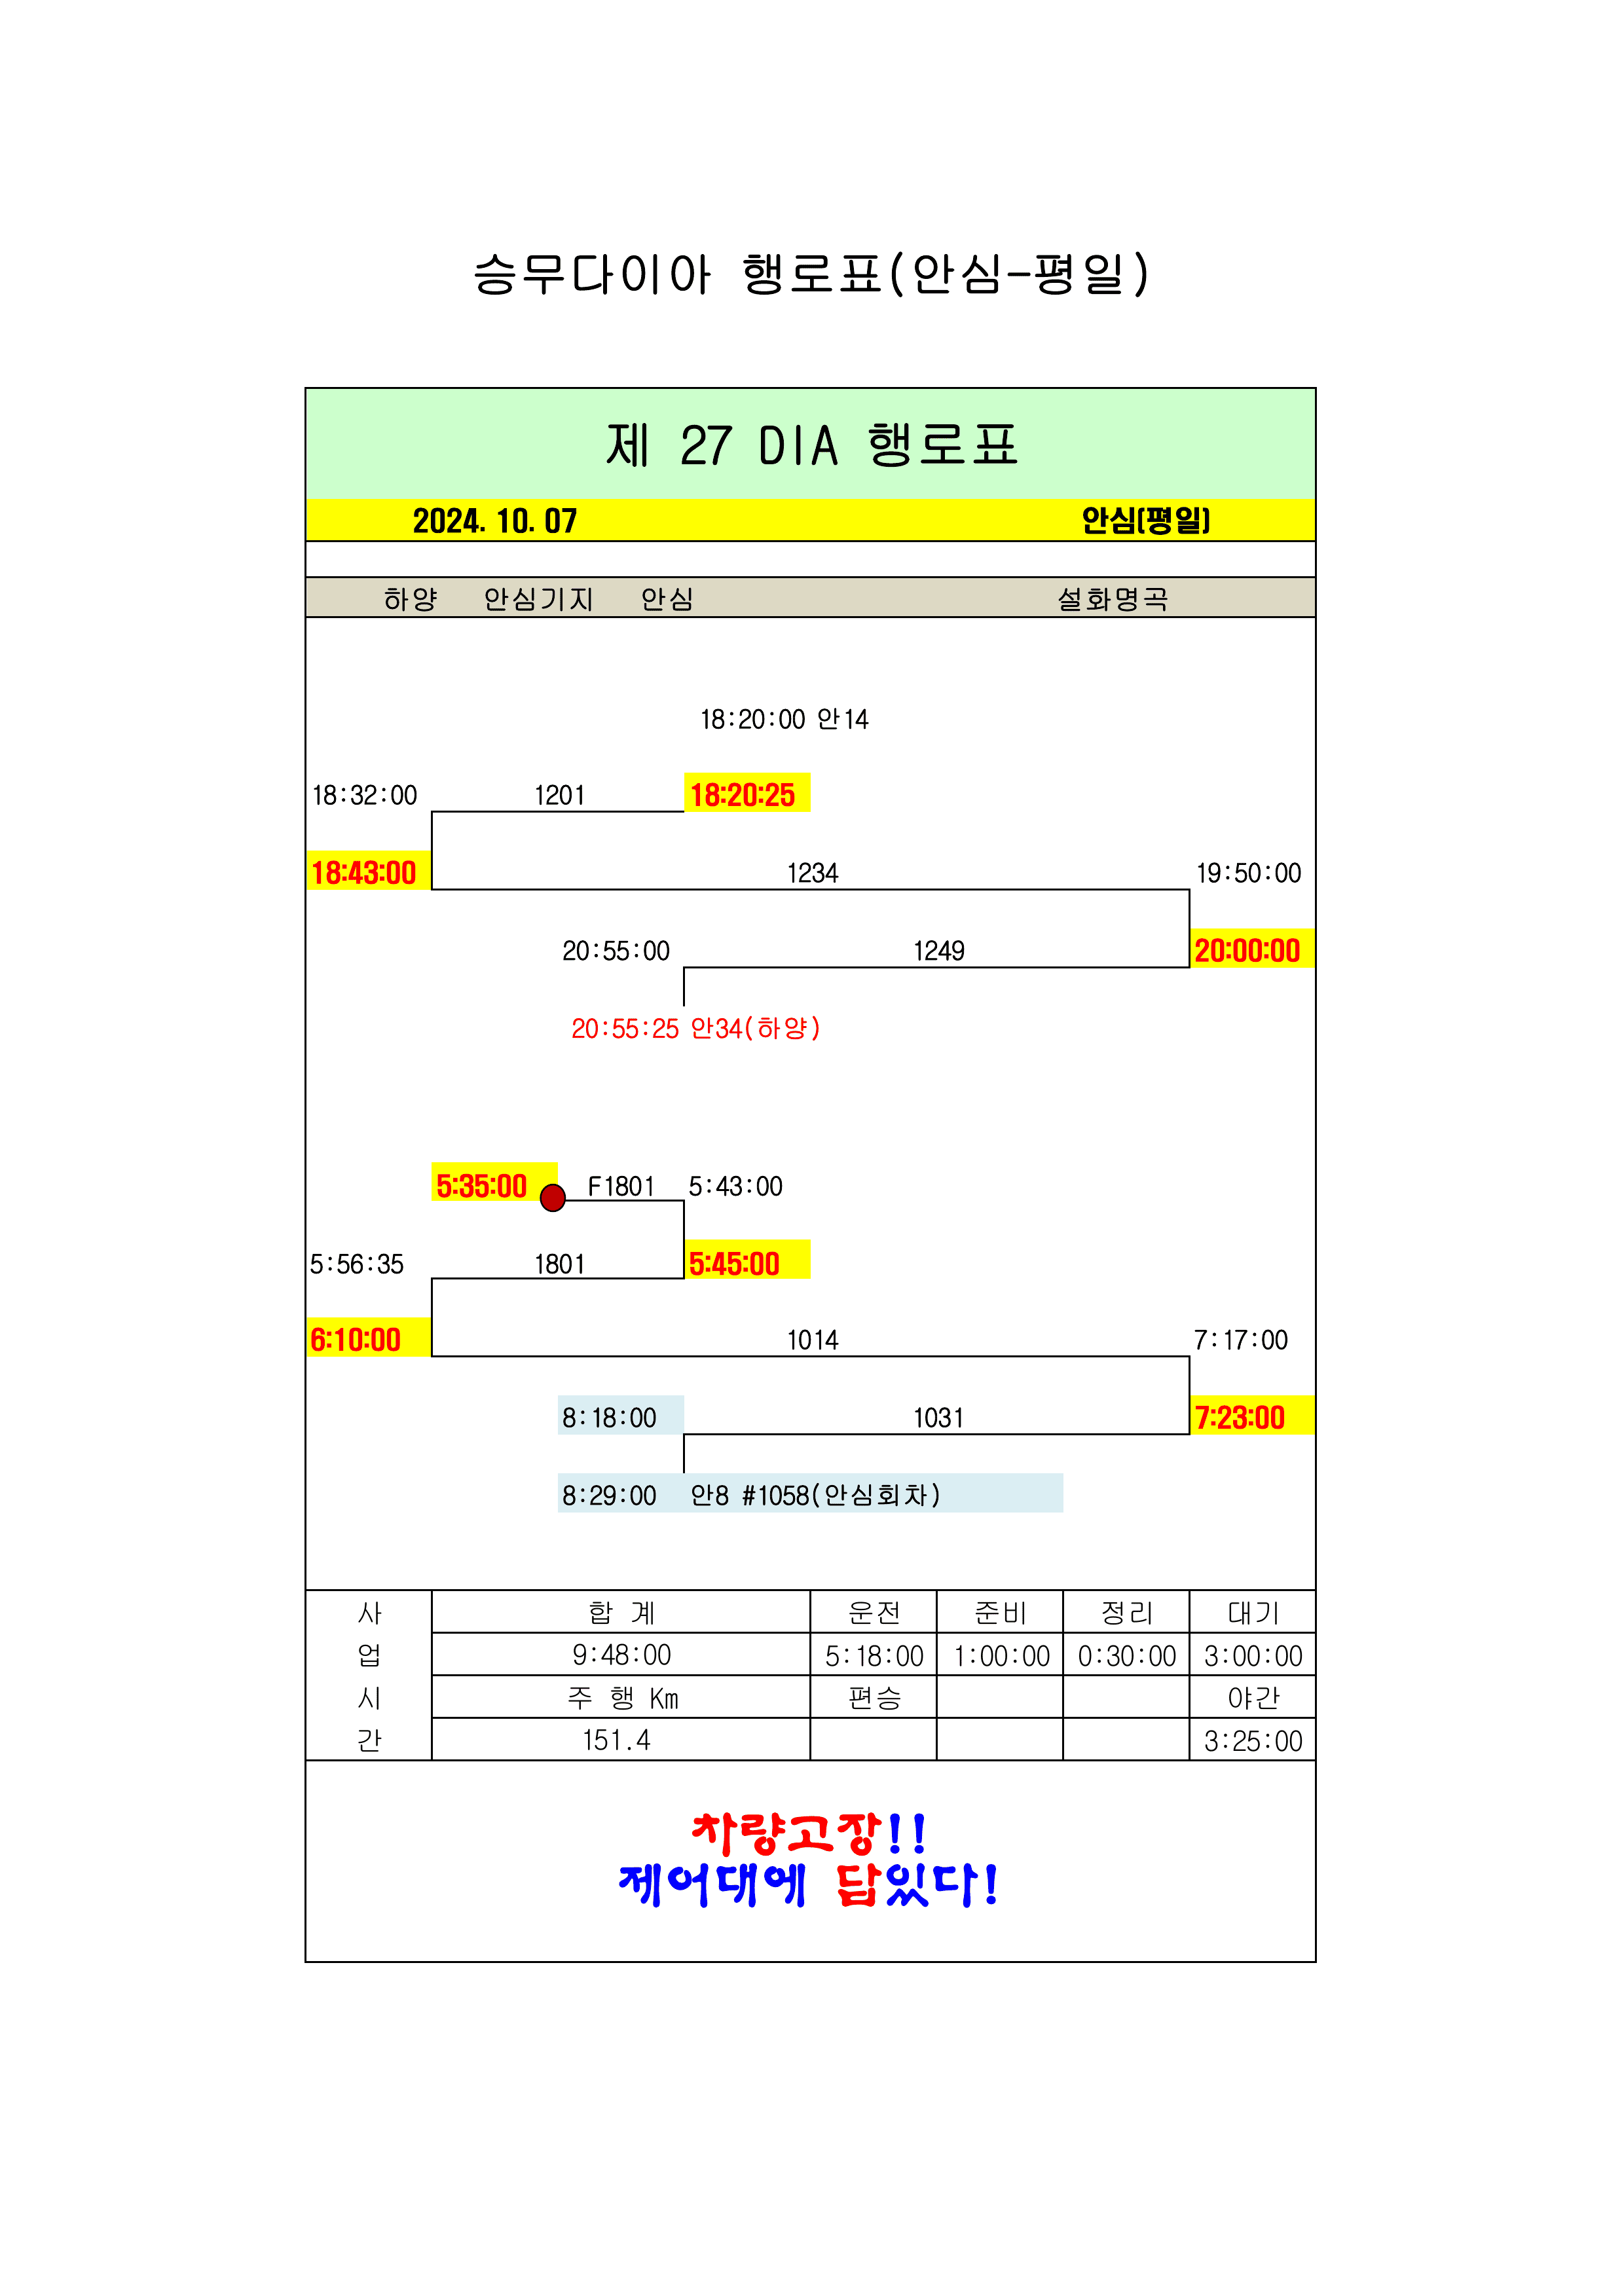 승무다이아 행로표(안심-평일)
제 27 DIA 행로표
2024. 10. 07 안심(평일)
하양 안심기지 안심 설화명곡
18:20:00 안14
18:32:00 1201 18:20:25
18:43:00 1234 19:50:00
20:55:00 1249 20:00:00
20:55:25 안34(하양)
5:35:00 F1801 5:43:00
5:56:35 1801 5:45:00
6:10:00 1014 7:17:00
8:18:00 1031 7:23:00
8:29:00 안8 #1058(안심회차)
사 합 계 운전 준비 정리 대기
업 9:48:00 5:18:00 1:00:00 0:30:00 3:00:00
시 주 행 Km 편승 야간
간 151.4 3:25:00
차량고장!!
제어대에 답있다!